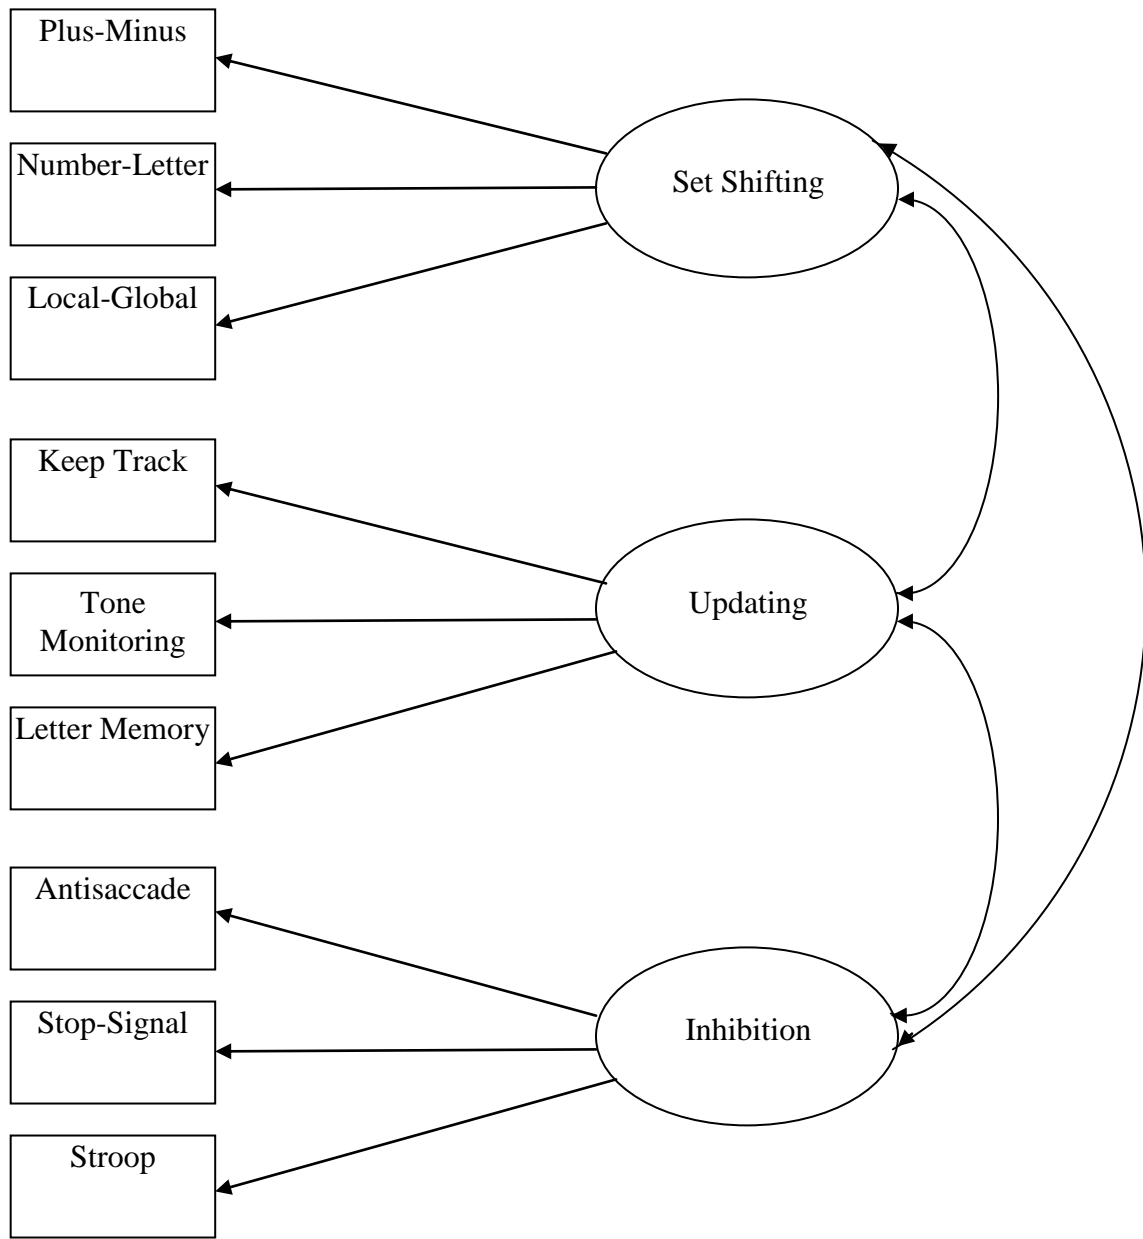 Plus-Minus
Number-Letter
Local-Global
Set Shifting
Keep Track
Tone
Monitoring
Letter Memory
Updating
Antisaccade
Stop-Signal
Stroop
Inhibition